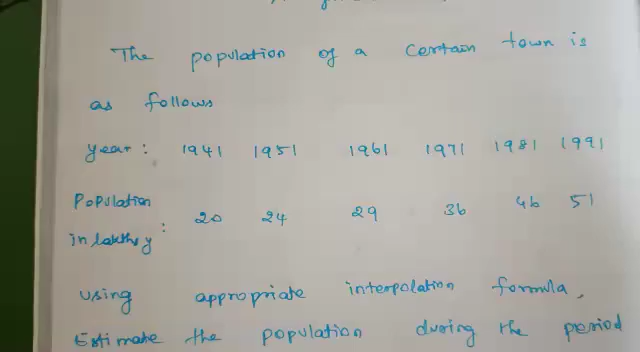 The population of a certain town is
as follows
year: 1941 1951 1961 1971 1981 1991
Population
in lakhs y: 20 24 29 36 46 51
using appropriate interpolation formula,
Estimate the population during the period